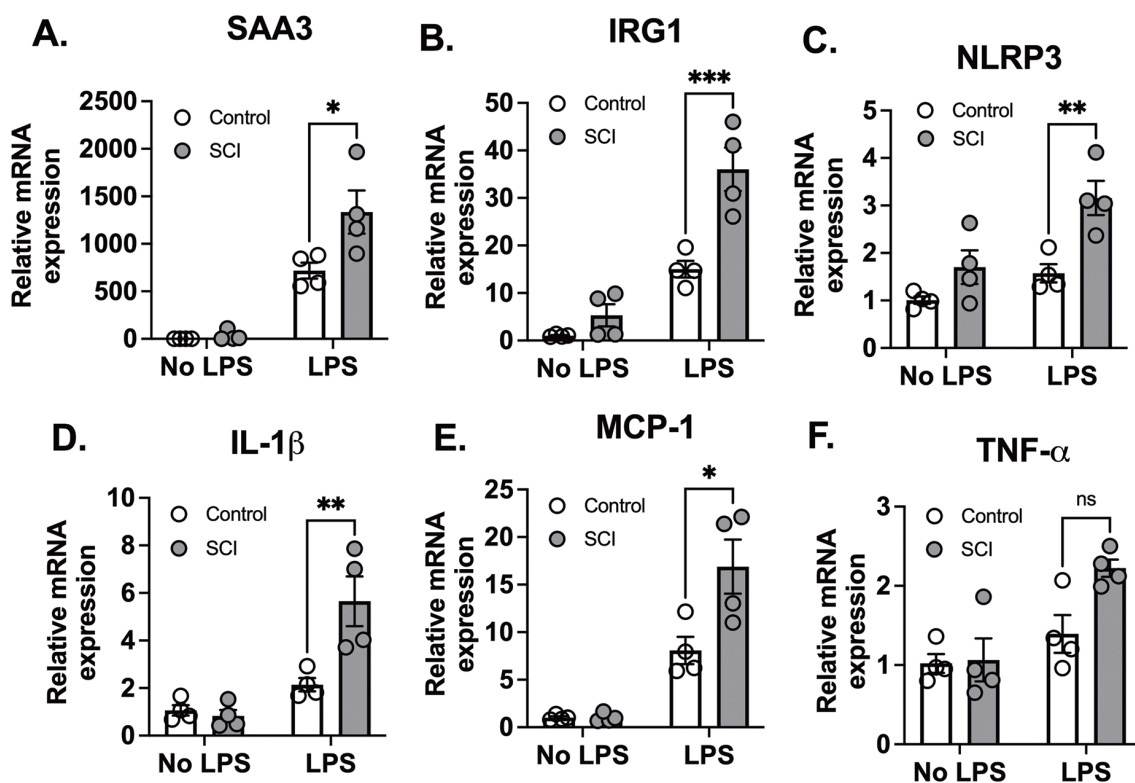 A.
SAA3
Relative mRNA
expression
2500
2000
1500
1000
500
0
Control
SCI
*
No LPS
LPS
B.
IRG1
Relative mRNA
expression
50
40
30
20
10
0
Control
SCI
***
No LPS
LPS
C.
NLRP3
Relative mRNA
expression
5
4
3
2
1
0
Control
SCI
**
No LPS
LPS
D.
IL-1β
Relative mRNA
expression
10
8
6
4
2
0
Control
SCI
**
No LPS
LPS
E.
MCP-1
Relative mRNA
expression
25
20
15
10
5
0
Control
SCI
*
No LPS
LPS
F.
TNF-α
Relative mRNA
expression
3
2
1
0
Control
SCI
ns
No LPS
LPS